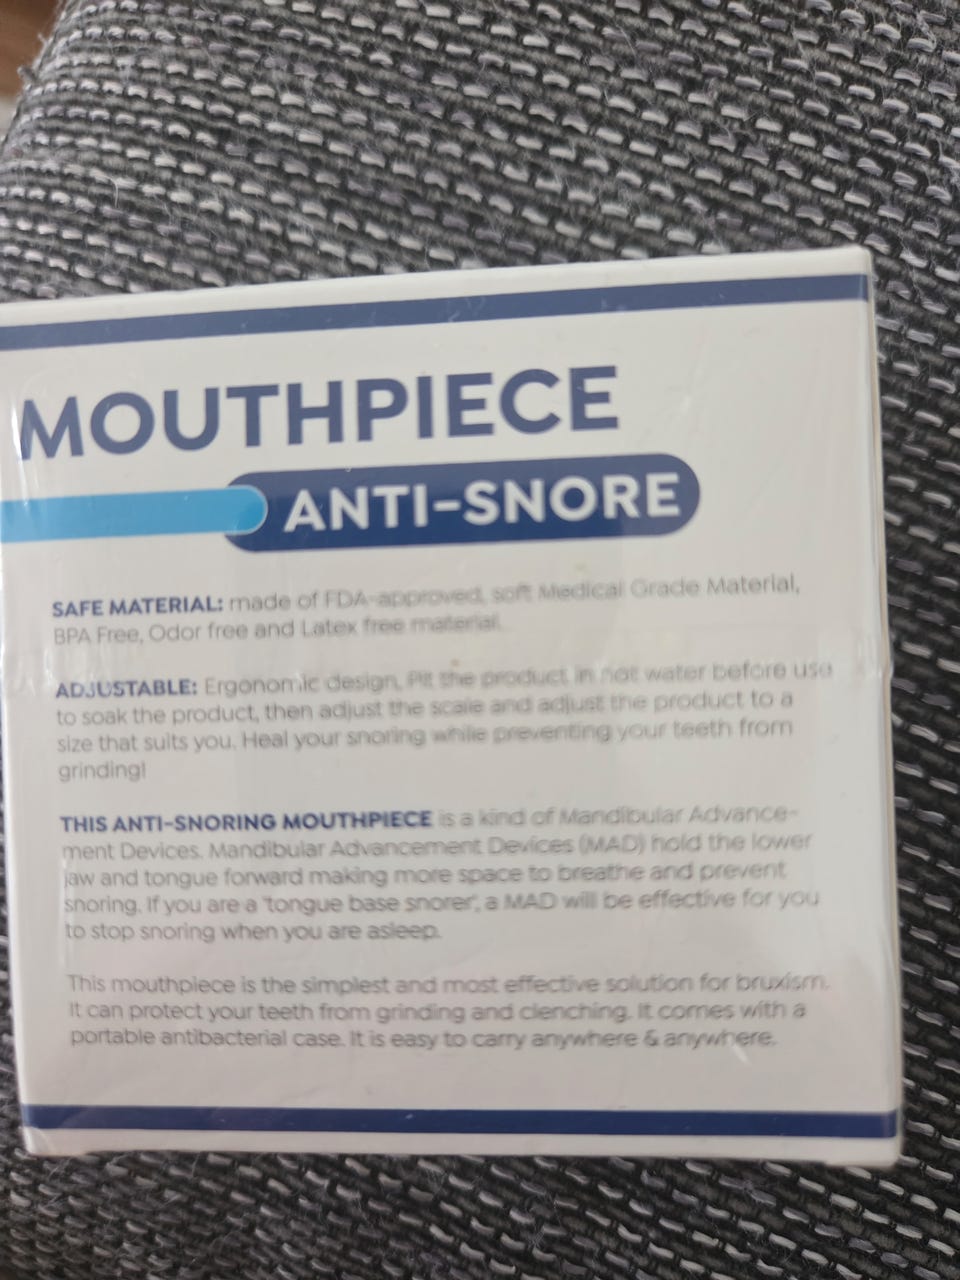 MOUTHPIECE
ANTI-SNORE
SAFE MATERIAL: made of FDA-approved, soft Medical Grade Material,
BPA Free, Odor free and Latex free material.
ADJUSTABLE: Ergonomic design, the product in hot water before use
to soak the product, then adjust the scale and adjust the product to a
size that suits you. Heal your snoring while preventing your teeth from
grinding!
THIS ANTI-SNORING MOUTHPIECE is a kind of Mandibular Advance-
ment Devices. Mandibular Advancement Devices (MAD) hold the lower
jaw and tongue forward making more space to breathe and prevent
snoring. If you are a 'tongue base snorer', a MAD will be effective for you
to stop snoring when you are asleep.
This mouthpiece is the simplest and most effective solution for bruxism.
It can protect your teeth from grinding and clenching. It comes with a
portable antibacterial case. It is easy to carry anywhere & anywhere.